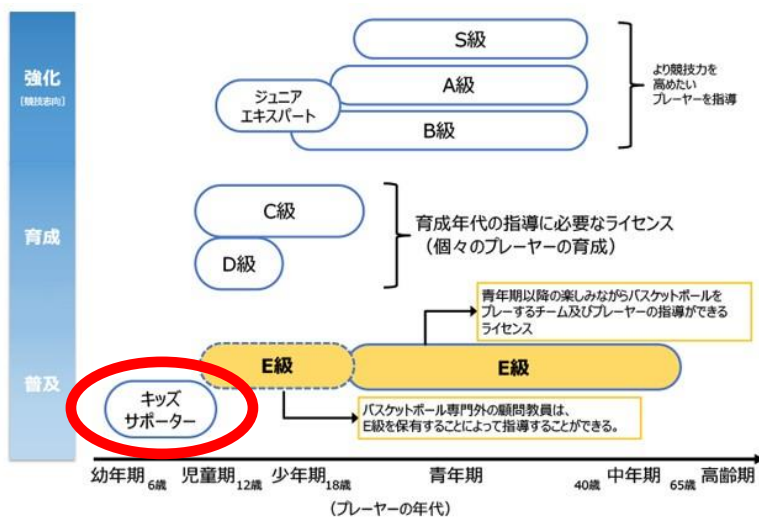 強化
[競技志向]
育成
普及
S級
A級
B級
ジュニア
エキスパート
より競技力を
高めたい
プレーヤーを指導
C級
D級
育成年代の指導に必要なライセンス
（個々のプレーヤーの育成）
青年期以降の楽しみながらバスケットボールを
プレーするチーム及びプレーヤーの指導ができる
ライセンス
E級
E級
キッズ
サポーター
バスケットボール専門外の顧問教員は、
E級を保有することによって指導することができる。
幼年期 6歳 児童期 12歳 少年期 18歳 青年期 40歳 中年期 65歳 高齢期
（プレーヤーの年代）